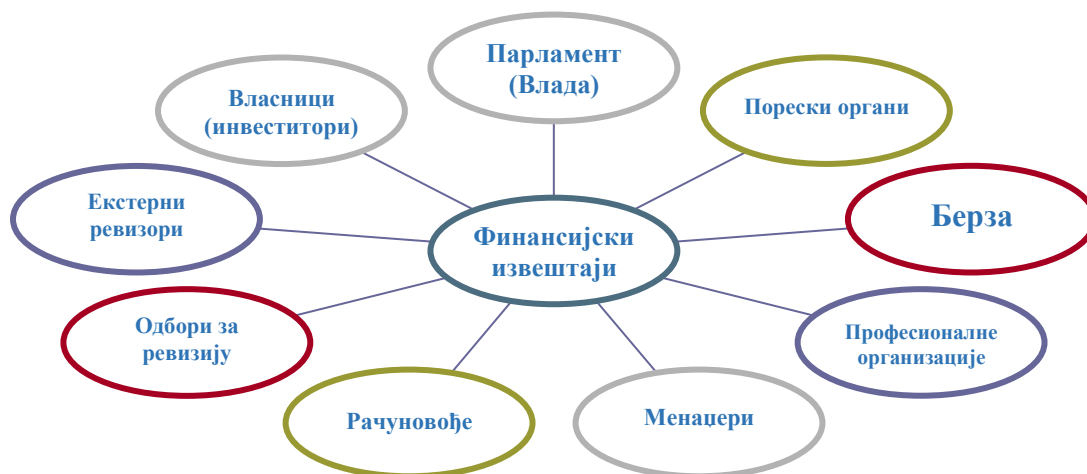 Парламент
(Влада)
Власници
(инвеститори)
Порески органи
Екстерни
ревизори
Берза
Финансијски
извештаји
Одбори за
ревизију
Професионалне
организације
Рачуновође
Менаџери